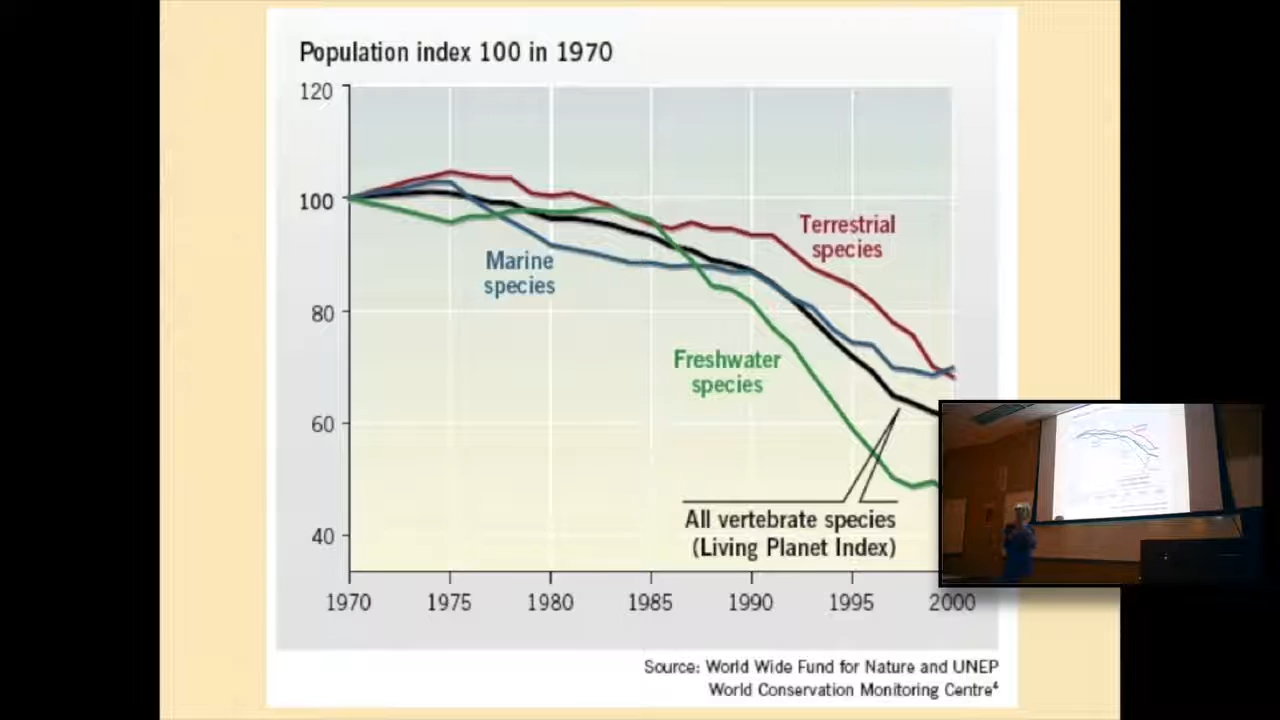 Population index 100 in 1970
120
100
80
60
40
Terrestrial
species
Marine
species
Freshwater
species
All vertebrate species
(Living Planet Index)
1970 1975 1980 1985 1990 1995 2000
Source: World Wide Fund for Nature and UNEP
World Conservation Monitoring Centre⁴